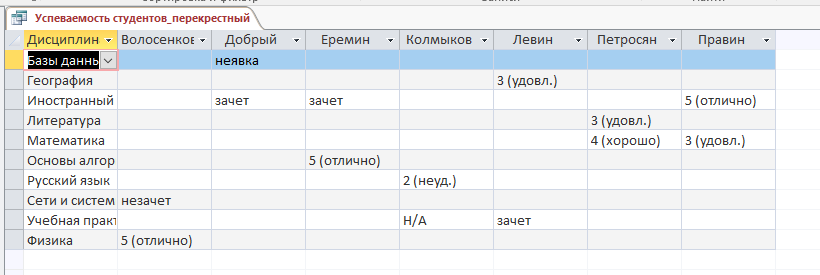 Успеваемость студентов_перекрестный
Дисциплин Волосенков Добрый Еремин Колмыков Левин Петросян Правин
Базы даннь неявка
География 3 (удовл.)
Иностранный зачет зачет 5 (отлично)
Литература 3 (удовл.)
Математика 4 (хорошо) 3 (удовл.)
Основы алгор 5 (отлично)
Русский язык 2 (неуд.)
Сети и систем незачет
Учебная практ Н/А зачет
Физика 5 (отлично)